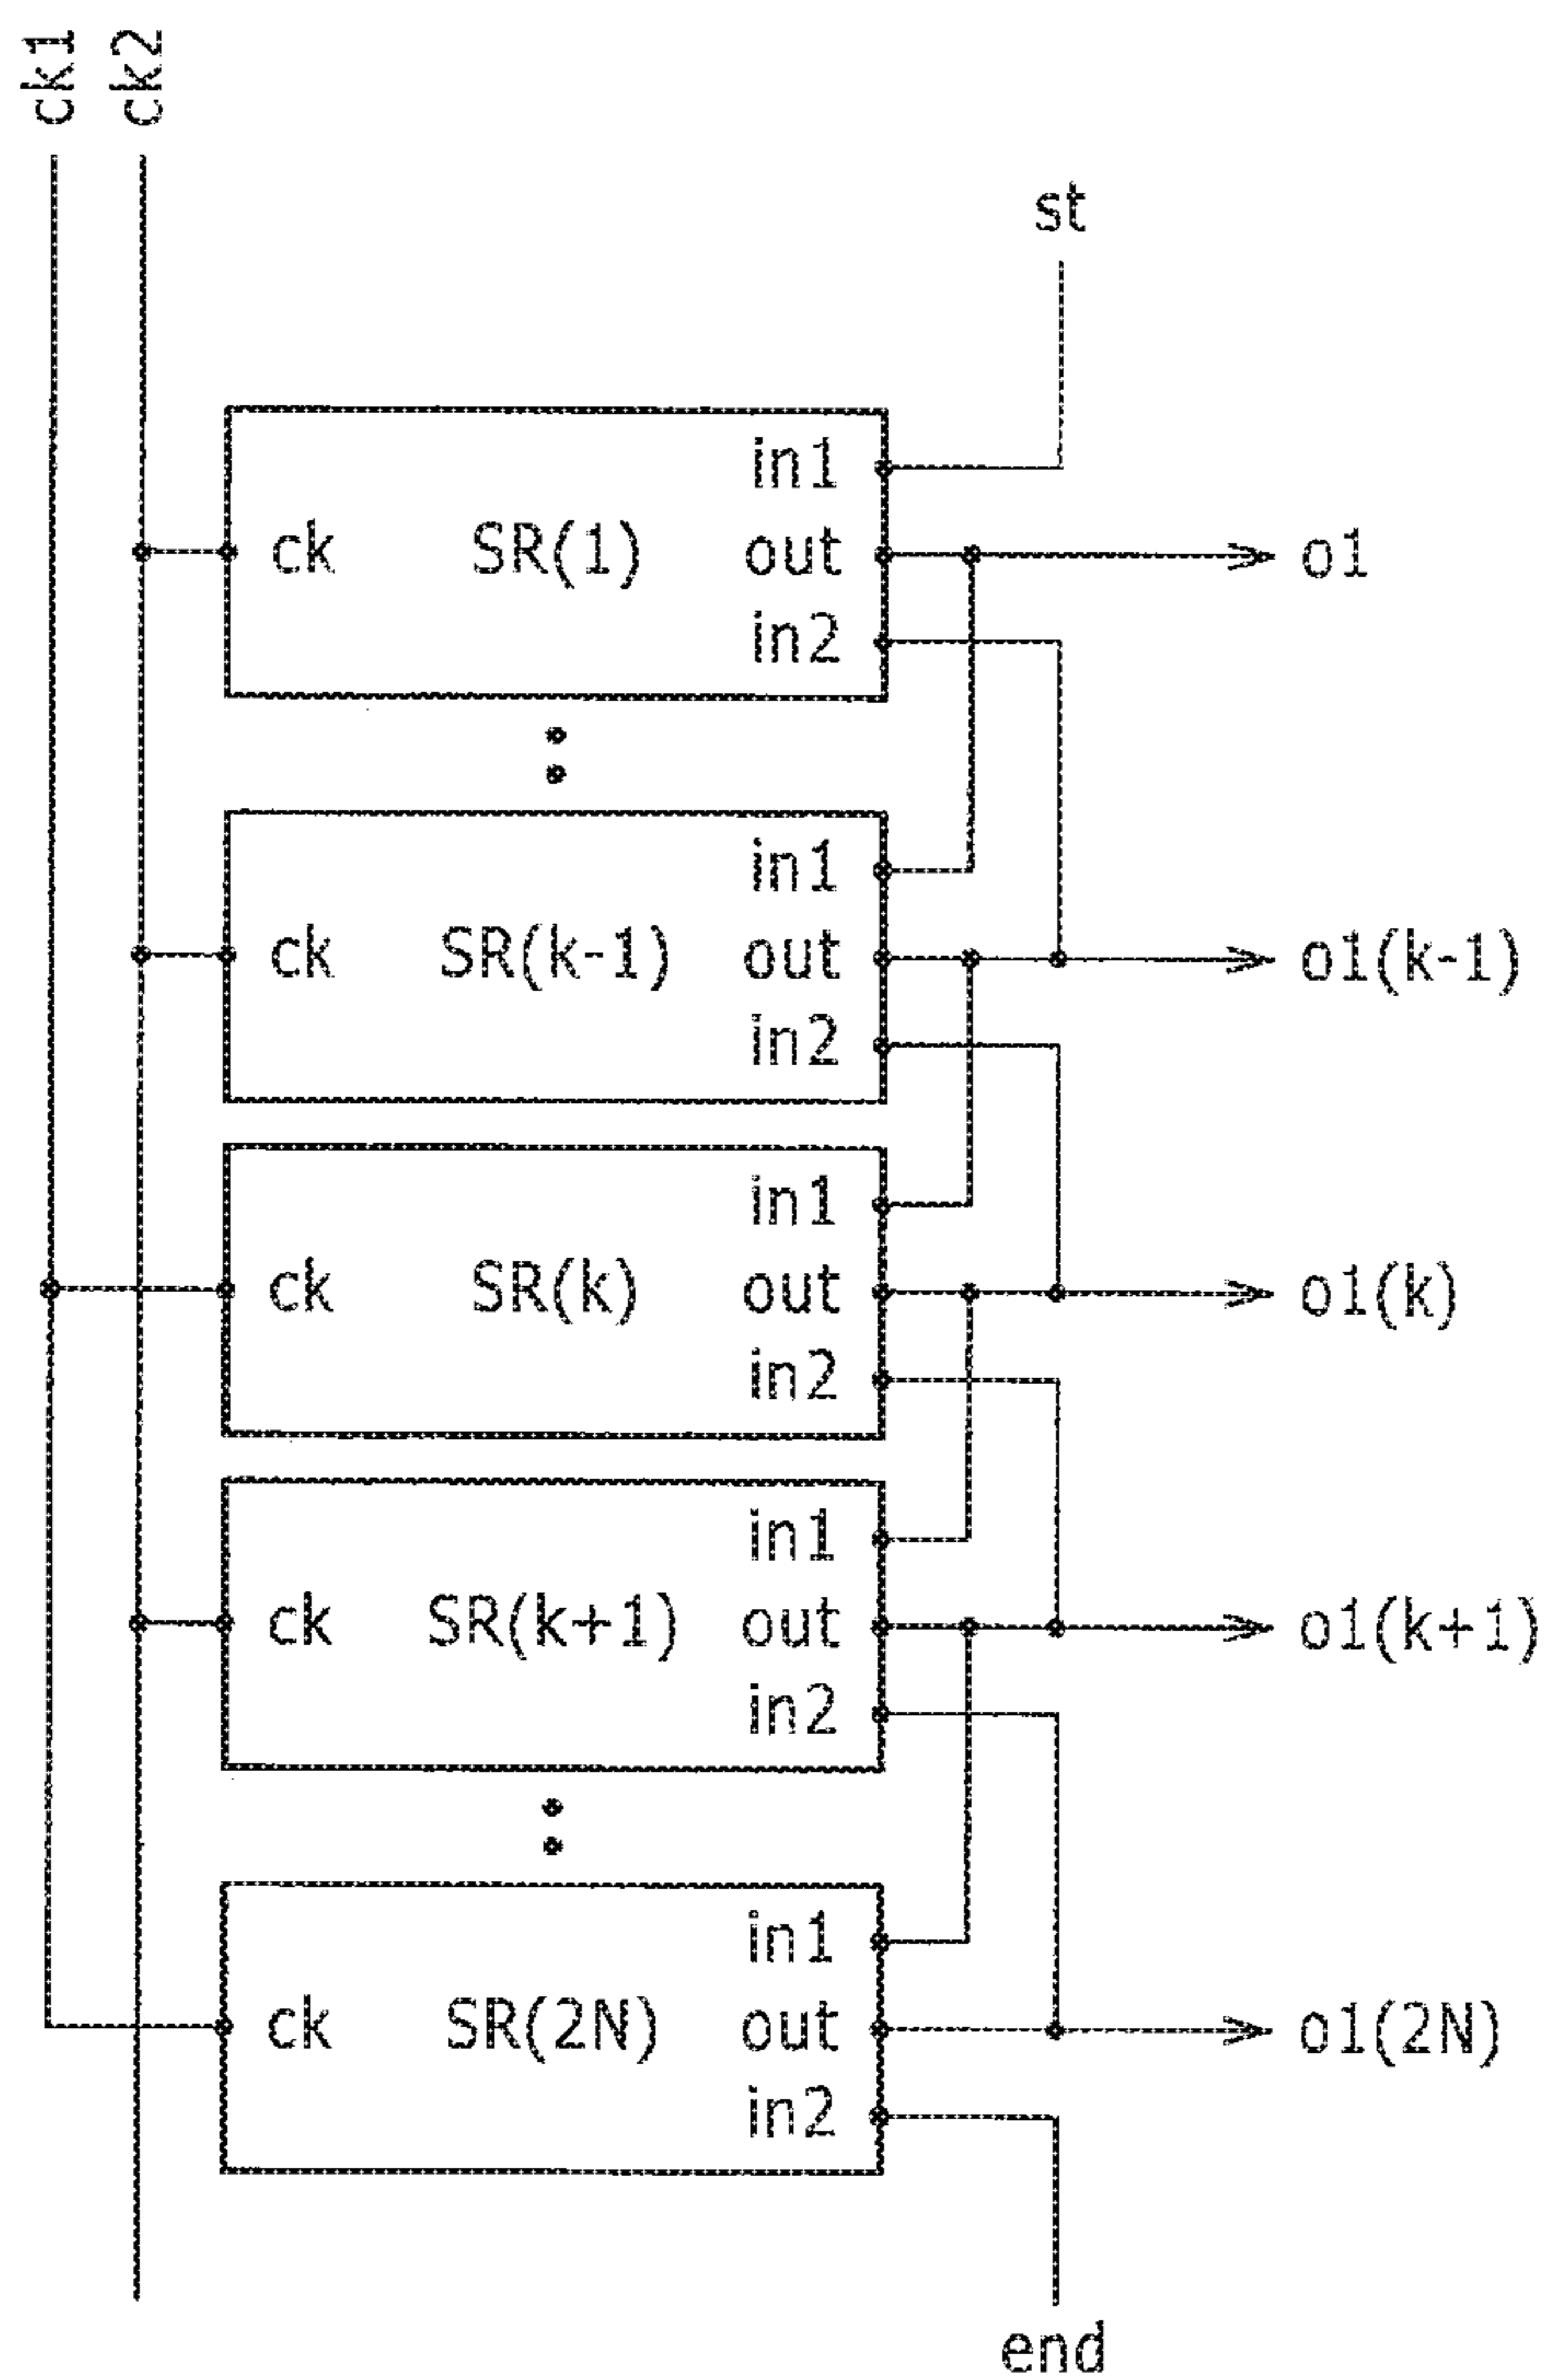 ck1
ck2
st
in1
ck SR(1) out o1
in2
in1
ck SR(k-1) out o1(k-1)
in2
in1
ck SR(k) out o1(k)
in2
in1
ck SR(k+1) out o1(k+1)
in2
in1
ck SR(2N) out o1(2N)
in2
end